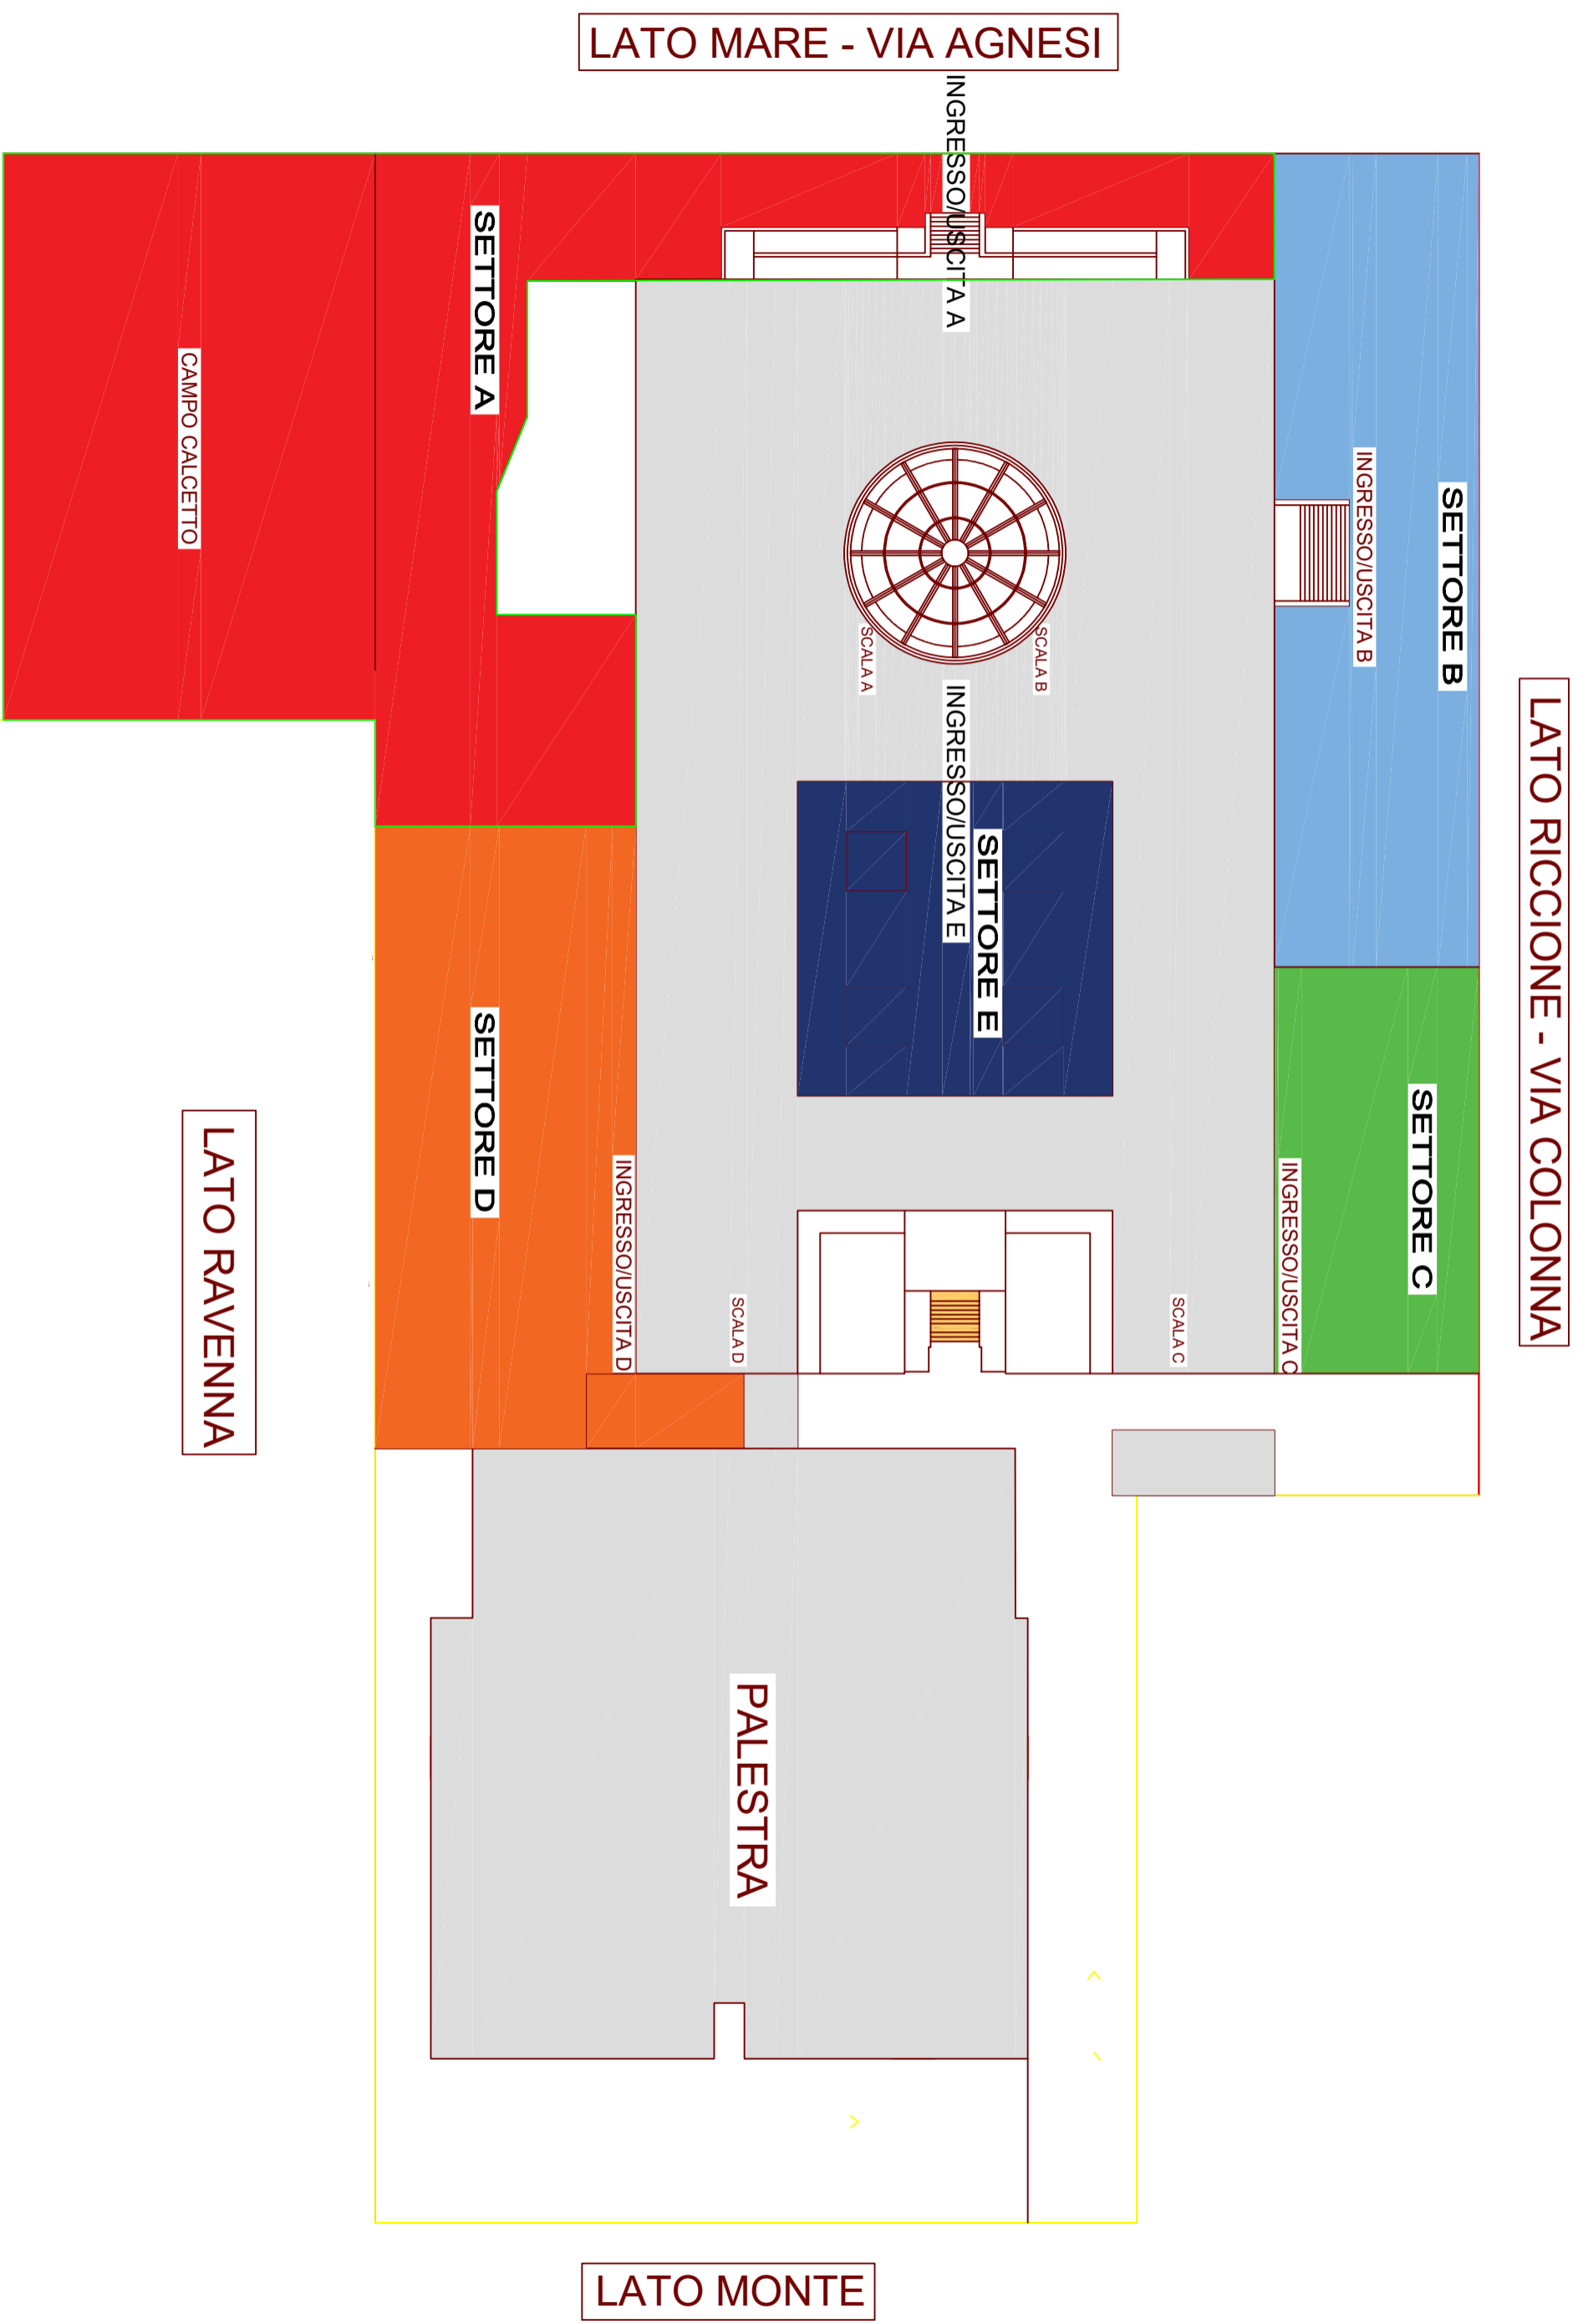 LATO MARE - VIA AGNESI
INGRESSO/USCITA A
SETTORE A
CAMPO CALCETTO
INGRESSO/USCITA B
SETTORE B
SCALA A
SCALA B
INGRESSO/USCITA E
SETTORE E
LATO RICCIONE - VIA COLONNA
SETTORE D
INGRESSO/USCITA D
SCALA D
SCALA C
INGRESSO/USCITA C
SETTORE C
LATO RAVENNA
PALESTRA
LATO MONTE